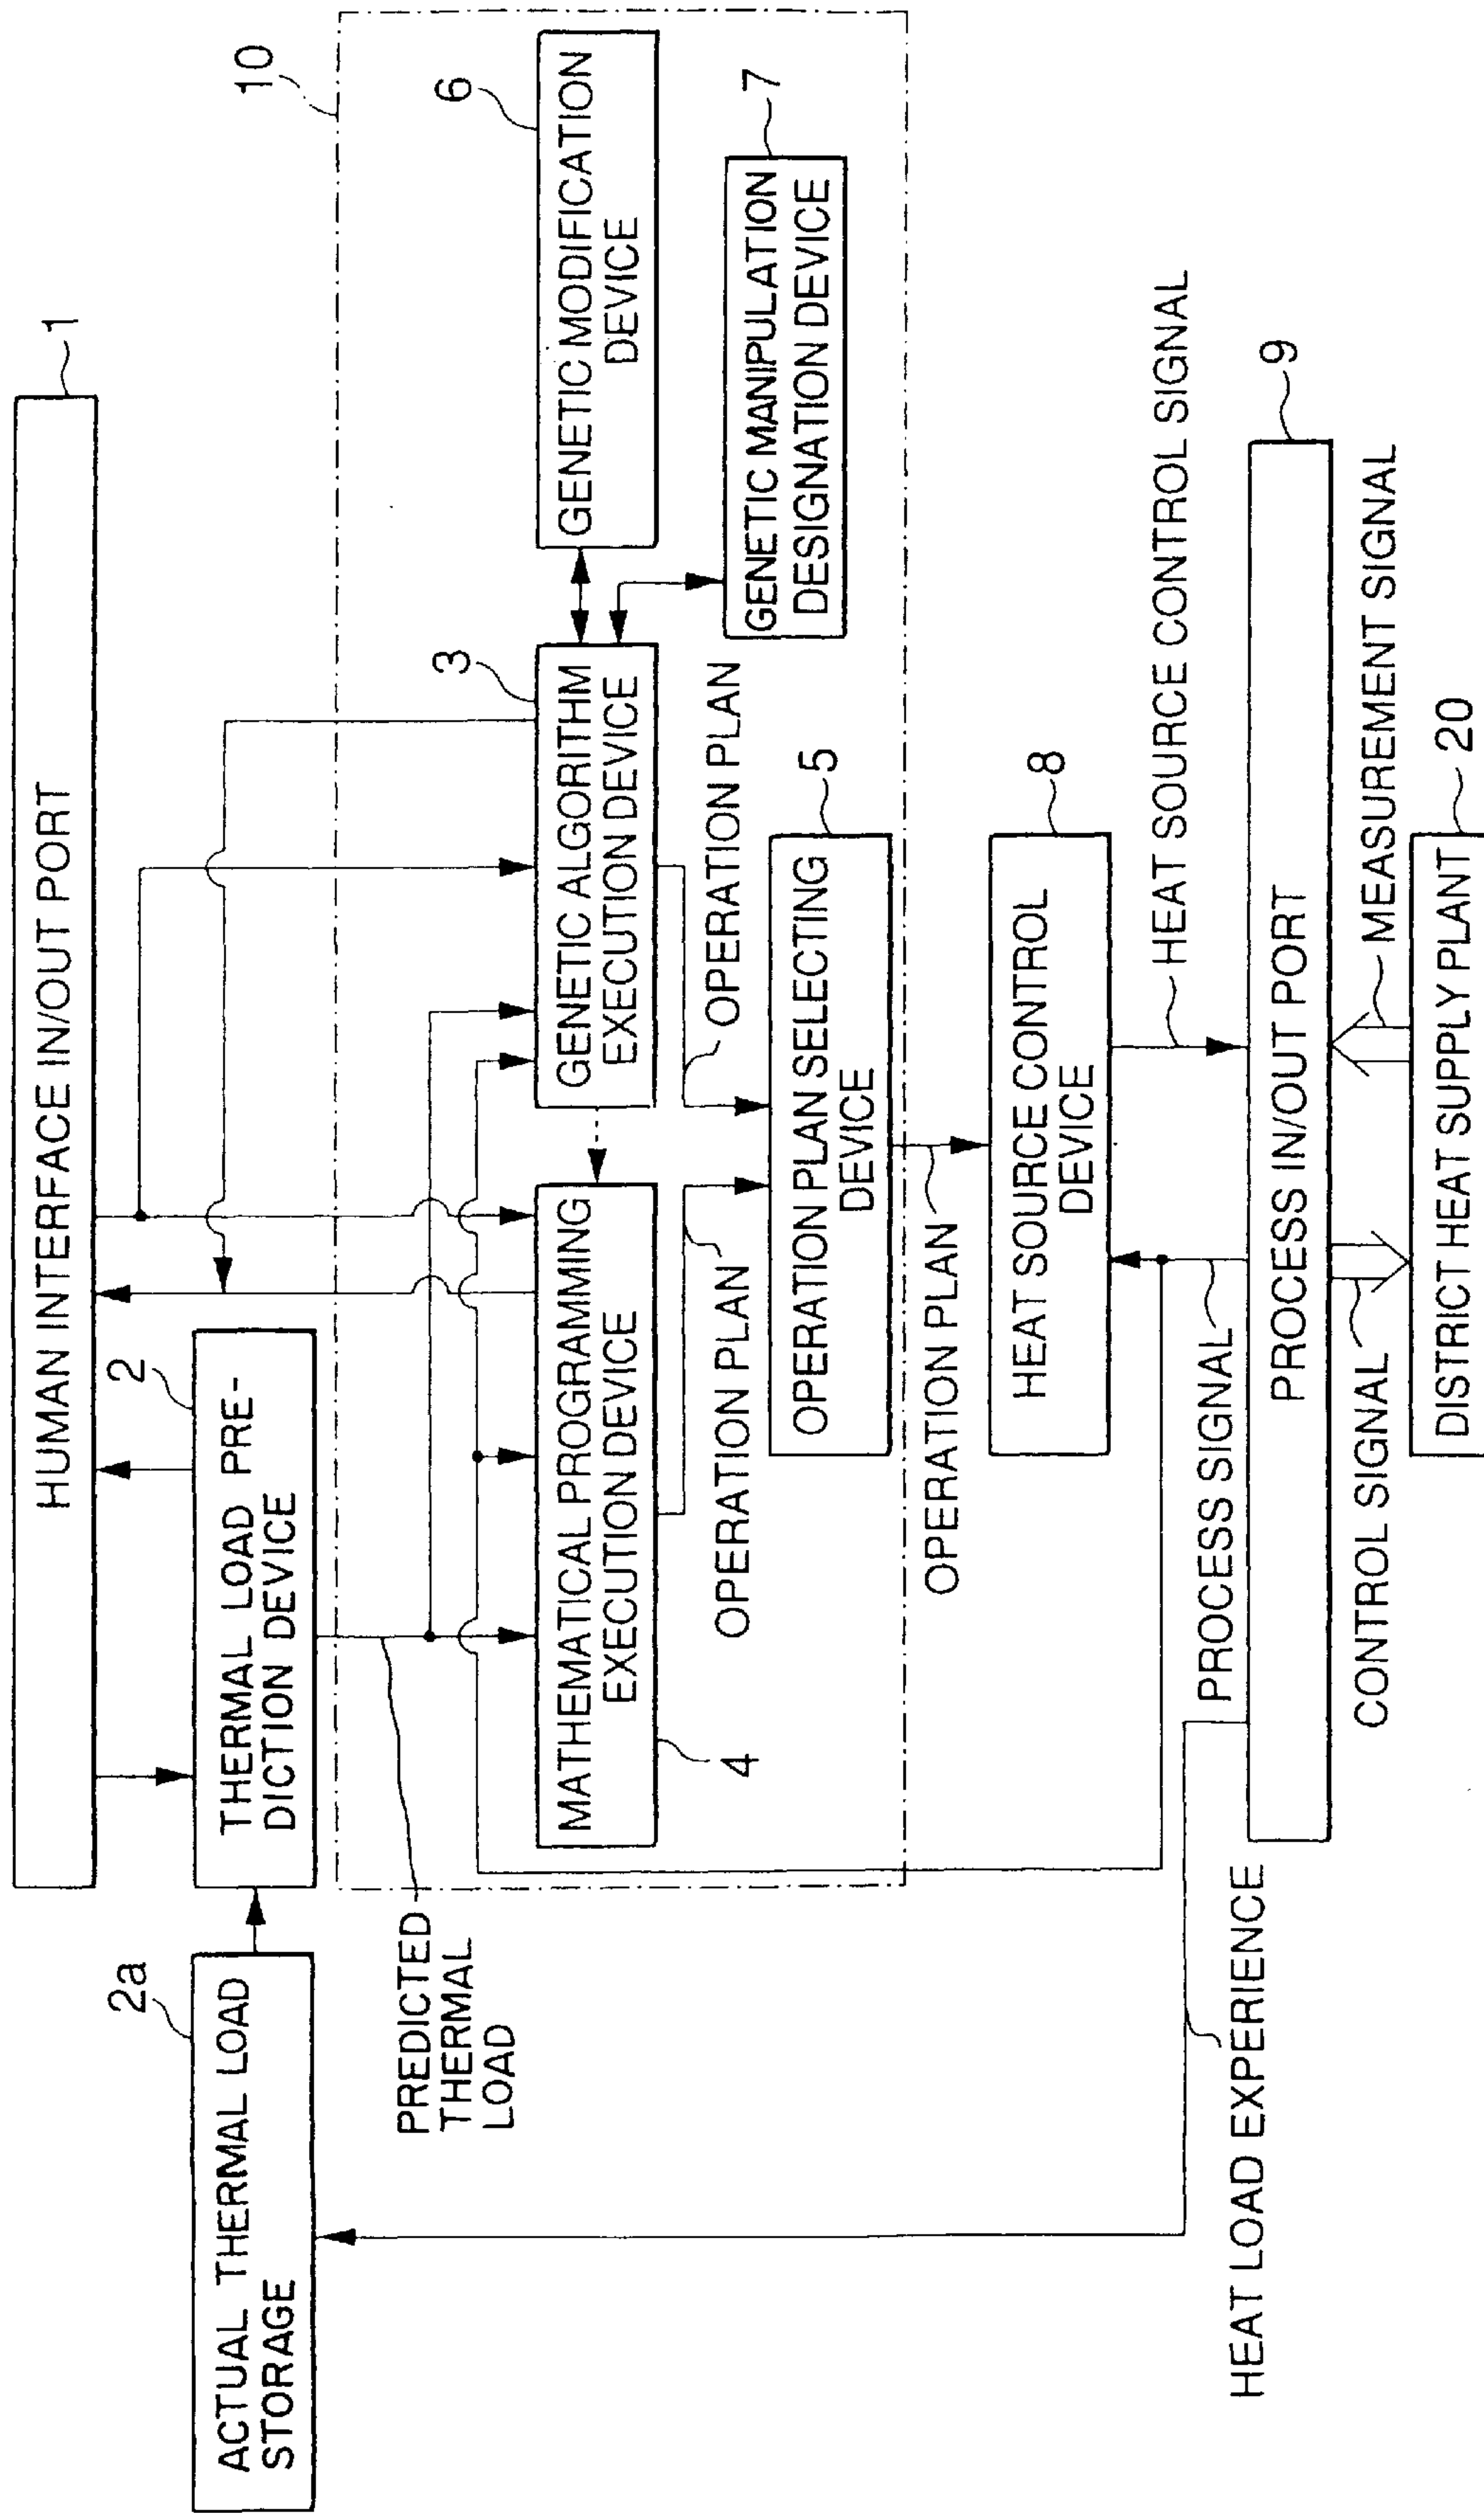 HUMAN INTERFACE IN/OUT PORT
1
2a
ACTUAL THERMAL LOAD
STORAGE
2
THERMAL LOAD PRE-
DICTION DEVICE
10
PREDICTED
THERMAL
LOAD
MATHEMATICAL PROGRAMMING
EXECUTION DEVICE
4
3
GENETIC ALGORITHM
EXECUTION DEVICE
6
GENETIC MODIFICATION
DEVICE
7
GENETIC MANIPULATION
DESIGNATION DEVICE
OPERATION PLAN
OPERATION PLAN
5
OPERATION PLAN SELECTING
DEVICE
OPERATION PLAN
8
HEAT SOURCE CONTROL
DEVICE
HEAT SOURCE CONTROL SIGNAL
PROCESS SIGNAL
HEAT LOAD EXPERIENCE
9
PROCESS IN/OUT PORT
CONTROL SIGNAL
MEASUREMENT SIGNAL
20
DISTRICT HEAT SUPPLY PLANT